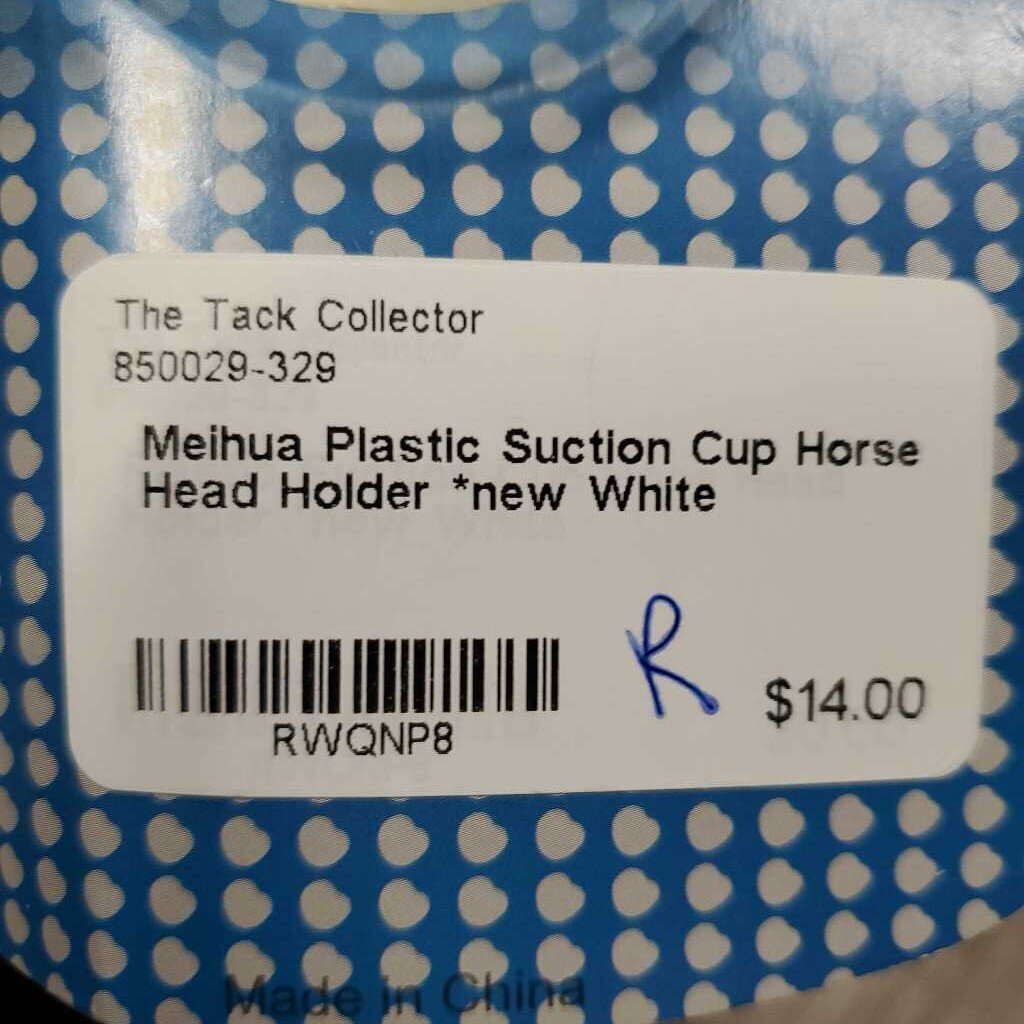 The Tack Collector
850029-329
Meihua Plastic Suction Cup Horse
Head Holder *new White
R
$14.00
RWQNP8
Made in China